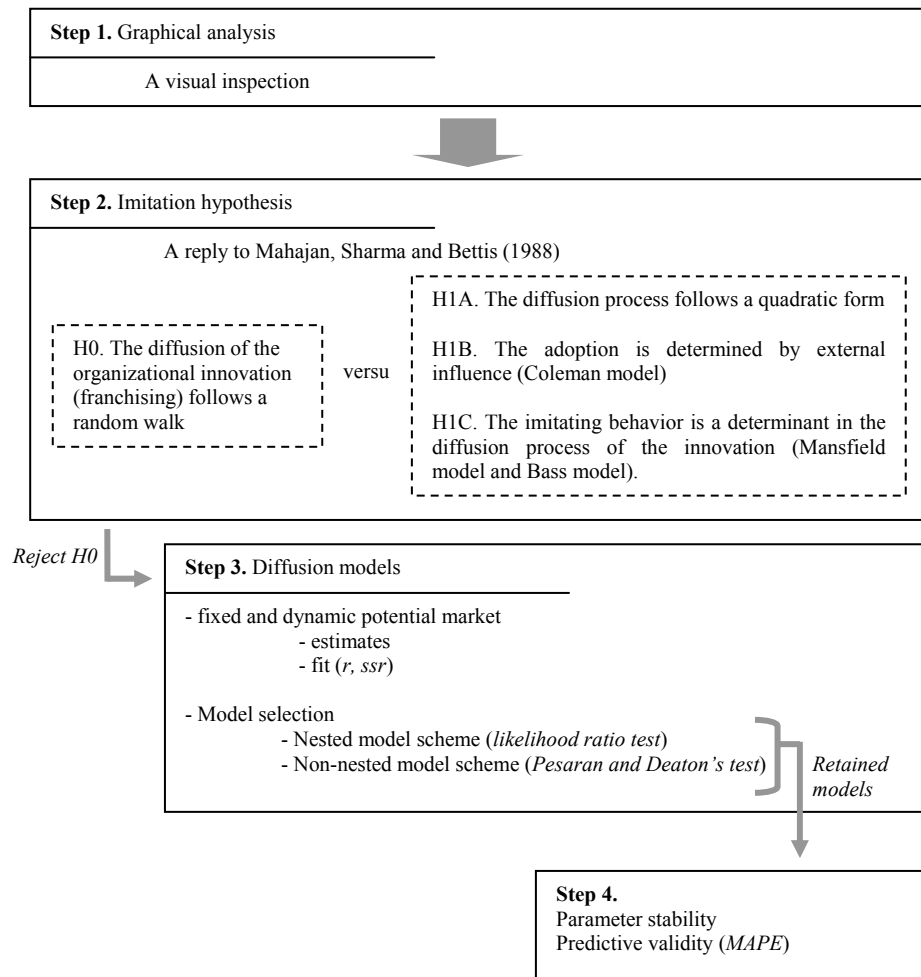 Step 1. Graphical analysis
A visual inspection
Step 2. Imitation hypothesis
A reply to Mahajan, Sharma and Bettis (1988)
H0. The diffusion of the
organizational innovation
(franchising) follows a
random walk
versu
H1A. The diffusion process follows a quadratic form
H1B. The adoption is determined by external
influence (Coleman model)
H1C. The imitating behavior is a determinant in the
diffusion process of the innovation (Mansfield
model and Bass model).
Reject H0
Step 3. Diffusion models
- fixed and dynamic potential market
- estimates
- fit (r, ssr)
- Model selection
- Nested model scheme (likelihood ratio test)
- Non-nested model scheme (Pesaran and Deaton’s test)
Retained
models
Step 4.
Parameter stability
Predictive validity (MAPE)